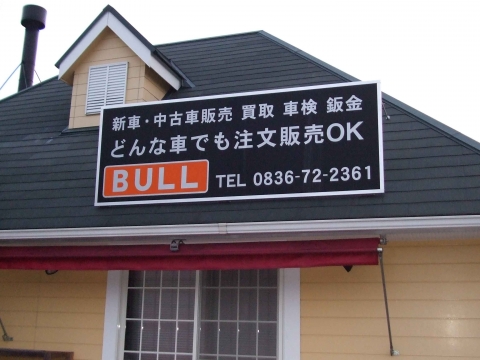 新車・中古車販売 買取 車検 鈑金
どんな車でも注文販売OK
BULL TEL 0836-72-2361